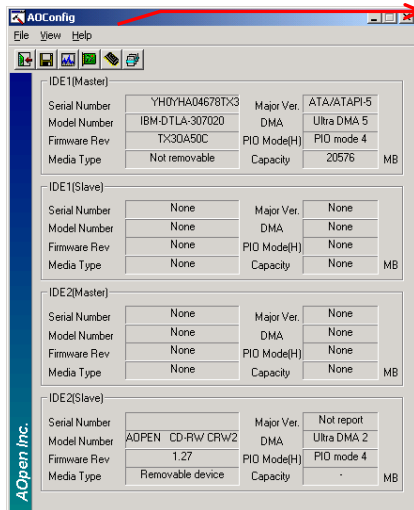 AOConfig
File View Help
IDE1(Master)
Serial Number YH0YHA04678TX3 Major Ver. ATA/ATAPI-5
Model Number IBM-DTLA-307020 DMA Ultra DMA 5
Firmware Rev TX3OA50C PIO Mode(H) PIO mode 4
Media Type Not removable Capacity 20576 MB
IDE1(Slave)
Serial Number None Major Ver. None
Model Number None DMA None
Firmware Rev None PIO Mode(H) None
Media Type None Capacity None MB
IDE2(Master)
Serial Number None Major Ver. None
Model Number None DMA None
Firmware Rev None PIO Mode(H) None
Media Type None Capacity None MB
IDE2(Slave)
Serial Number Major Ver. Not report
Model Number AOPEN CD-RW CRW2 DMA Ultra DMA 2
Firmware Rev 1.27 PIO Mode(H) PIO mode 4
Media Type Removable device Capacity - MB
AOpen Inc.